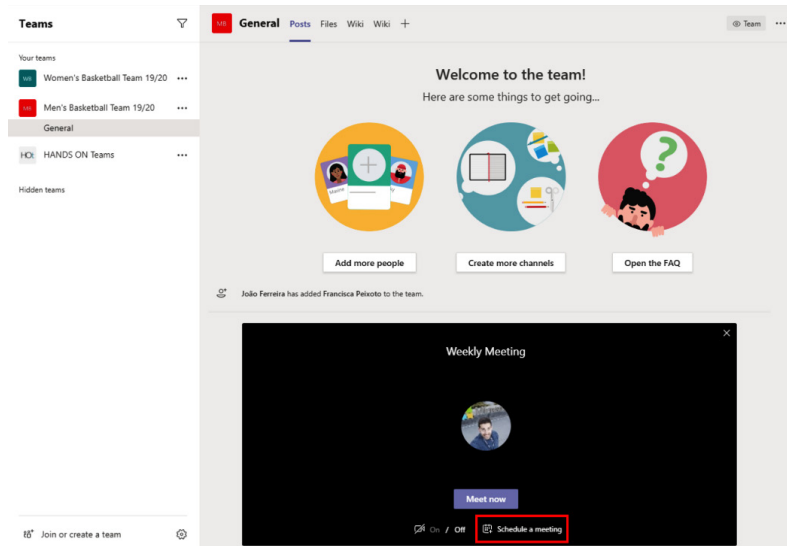 Teams
Your teams
Women's Basketball Team 19/20
MB Men's Basketball Team 19/20
General
HOt HANDS ON Teams
Hidden teams
Join or create a team
MB General Posts Files Wiki Wiki
Team
Welcome to the team!
Here are some things to get going...
Maxine
Add more people
Create more channels
Open the FAQ
João Ferreira has added Francisca Peixoto to the team.
Weekly Meeting
Meet now
On / Off Schedule a meeting